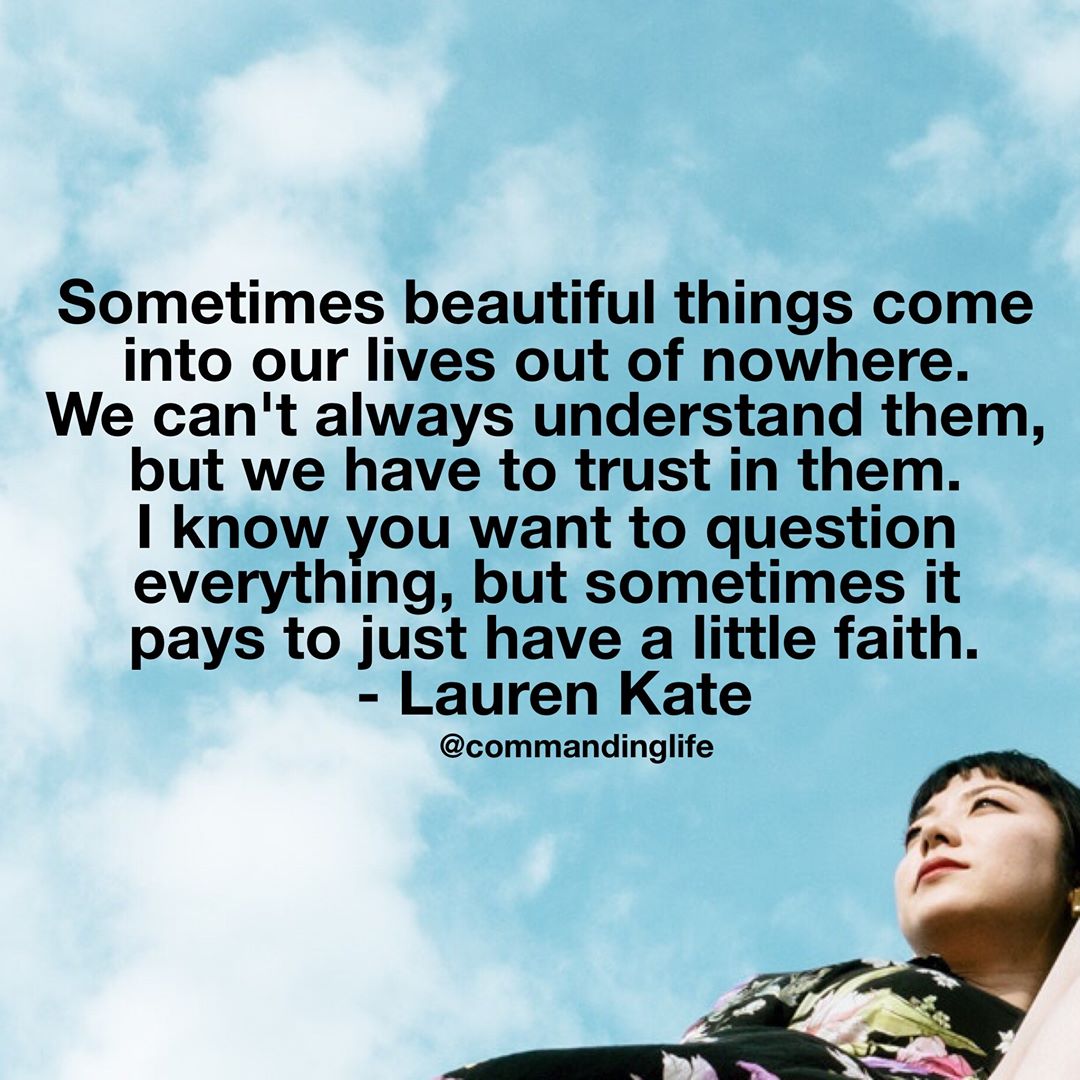 Sometimes beautiful things come
into our lives out of nowhere.
We can't always understand them,
but we have to trust in them.
I know you want to question
everything, but sometimes it
pays to just have a little faith.
- Lauren Kate
@commandinglife